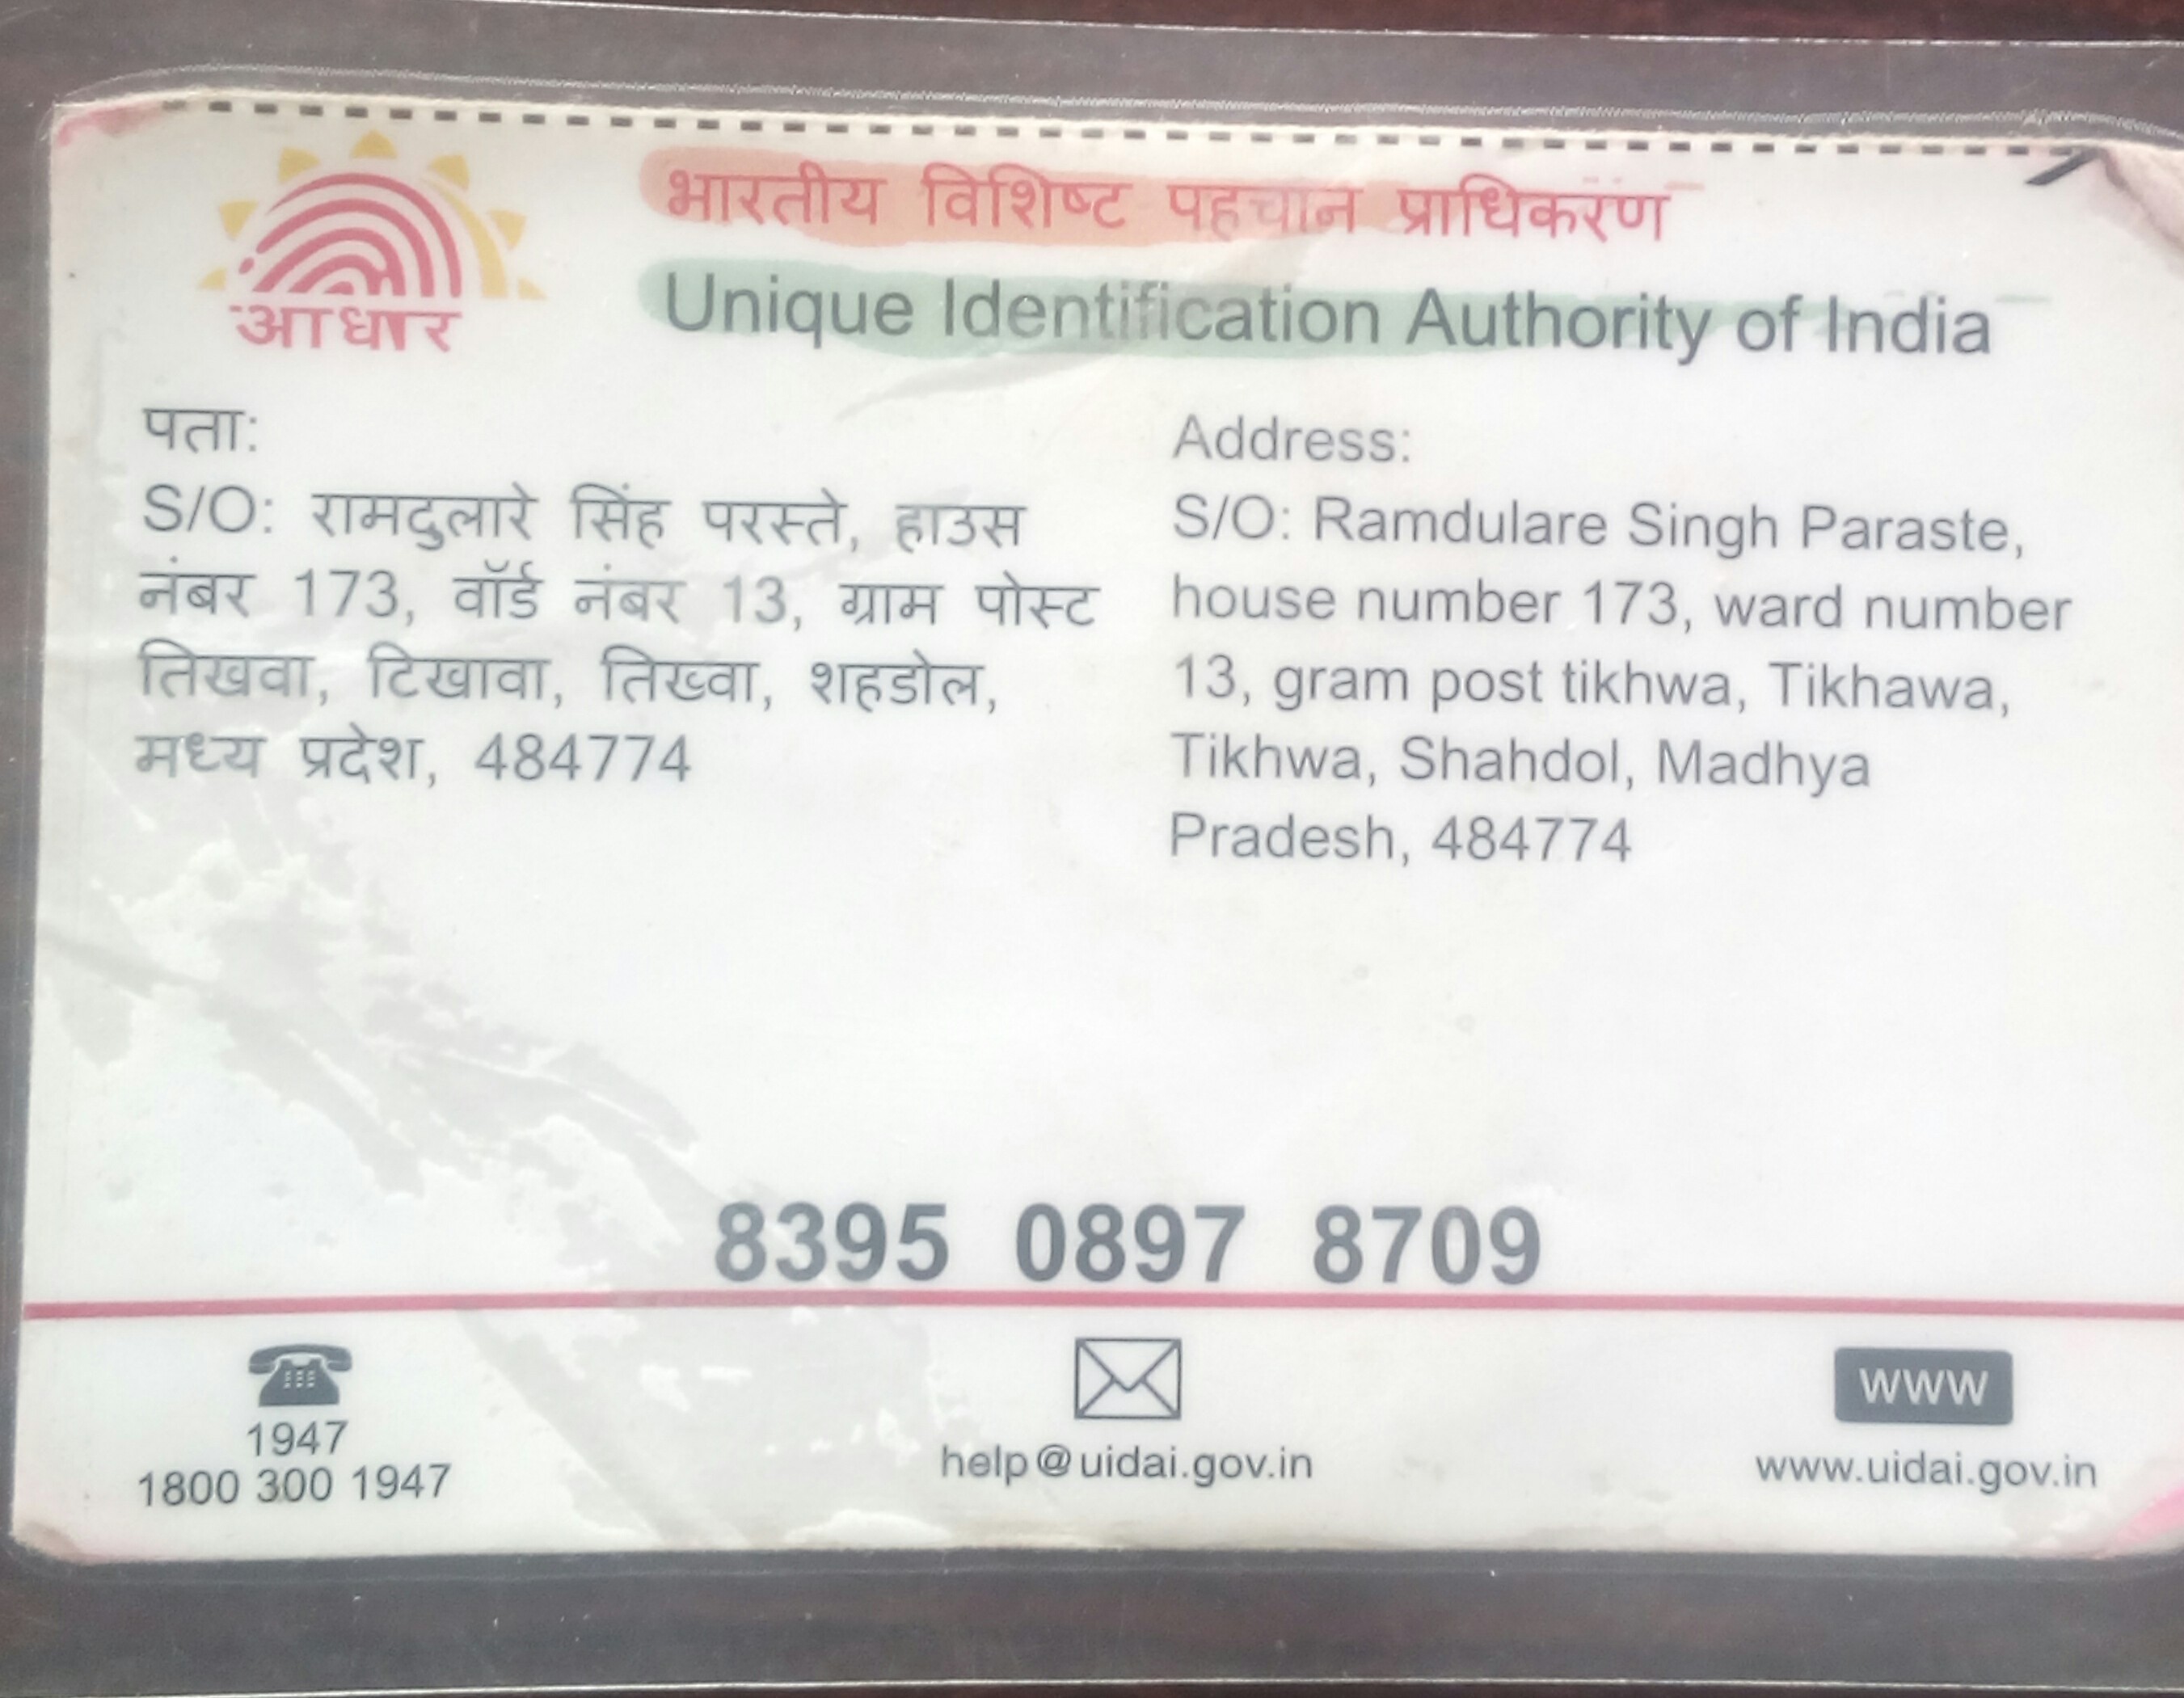 आधार
भारतीय विशिष्ट पहचान प्राधिकरण
Unique Identification Authority of India
पता:
S/O: रामदुलारे सिंह परस्ते, हाउस
नंबर 173, वॉर्ड नंबर 13, ग्राम पोस्ट
तिखवा, टिखावा, तिख्वा, शहडोल,
मध्य प्रदेश, 484774
Address:
S/O: Ramdulare Singh Paraste,
house number 173, ward number
13, gram post tikhwa, Tikhawa,
Tikhwa, Shahdol, Madhya
Pradesh, 484774
8395 0897 8709
1947
1800 300 1947
help@uidai.gov.in
www
www.uidai.gov.in